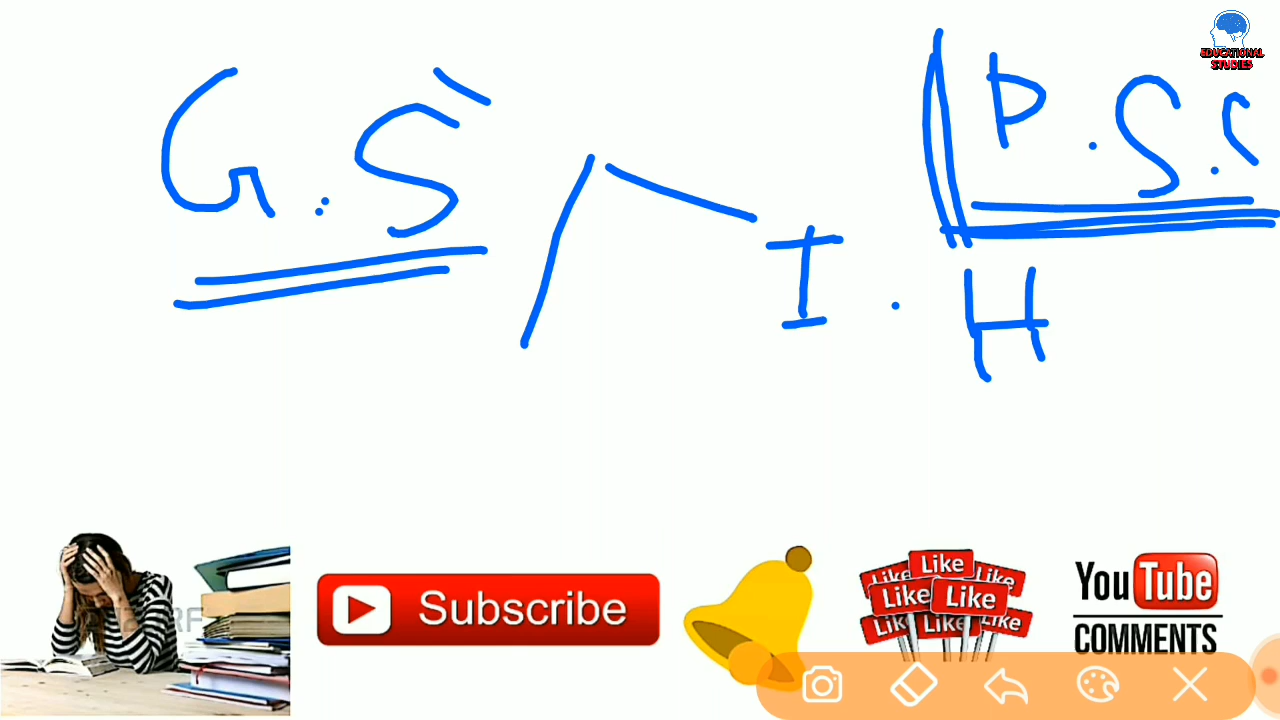 EDUCATIONAL
STUDIES
G.S
P.S.C
I.H
Subscribe
Like
Like Like
Like Like
Like Like Like
YouTube
COMMENTS